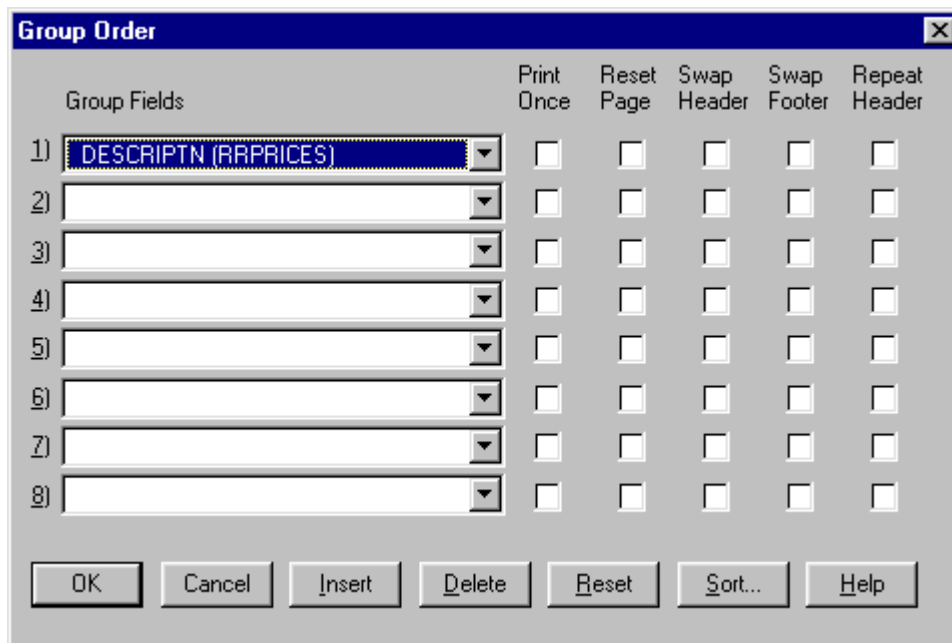 Group Order
Print Reset Swap Swap Repeat
Group Fields Once Page Header Footer Header
1) DESCRIPTN (RRPRICES)
2)
3)
4)
5)
6)
7)
8)
OK Cancel Insert Delete Reset Sort... Help